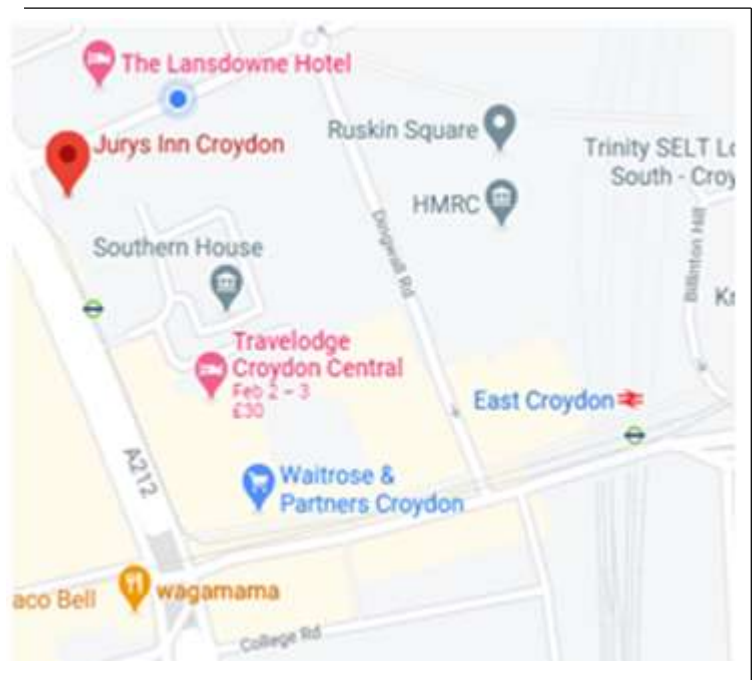 The Lansdowne Hotel
Jurys Inn Croydon
Ruskin Square
Trinity SELT Lo
South - Croy
HMRC
Dingwall Rd
Billinton Hill
Southern House
Kr
Travelodge
Croydon Central
Feb 2 – 3
£30
East Croydon
A212
Waitrose &
Partners Croydon
aco Bell
wagamama
College Rd